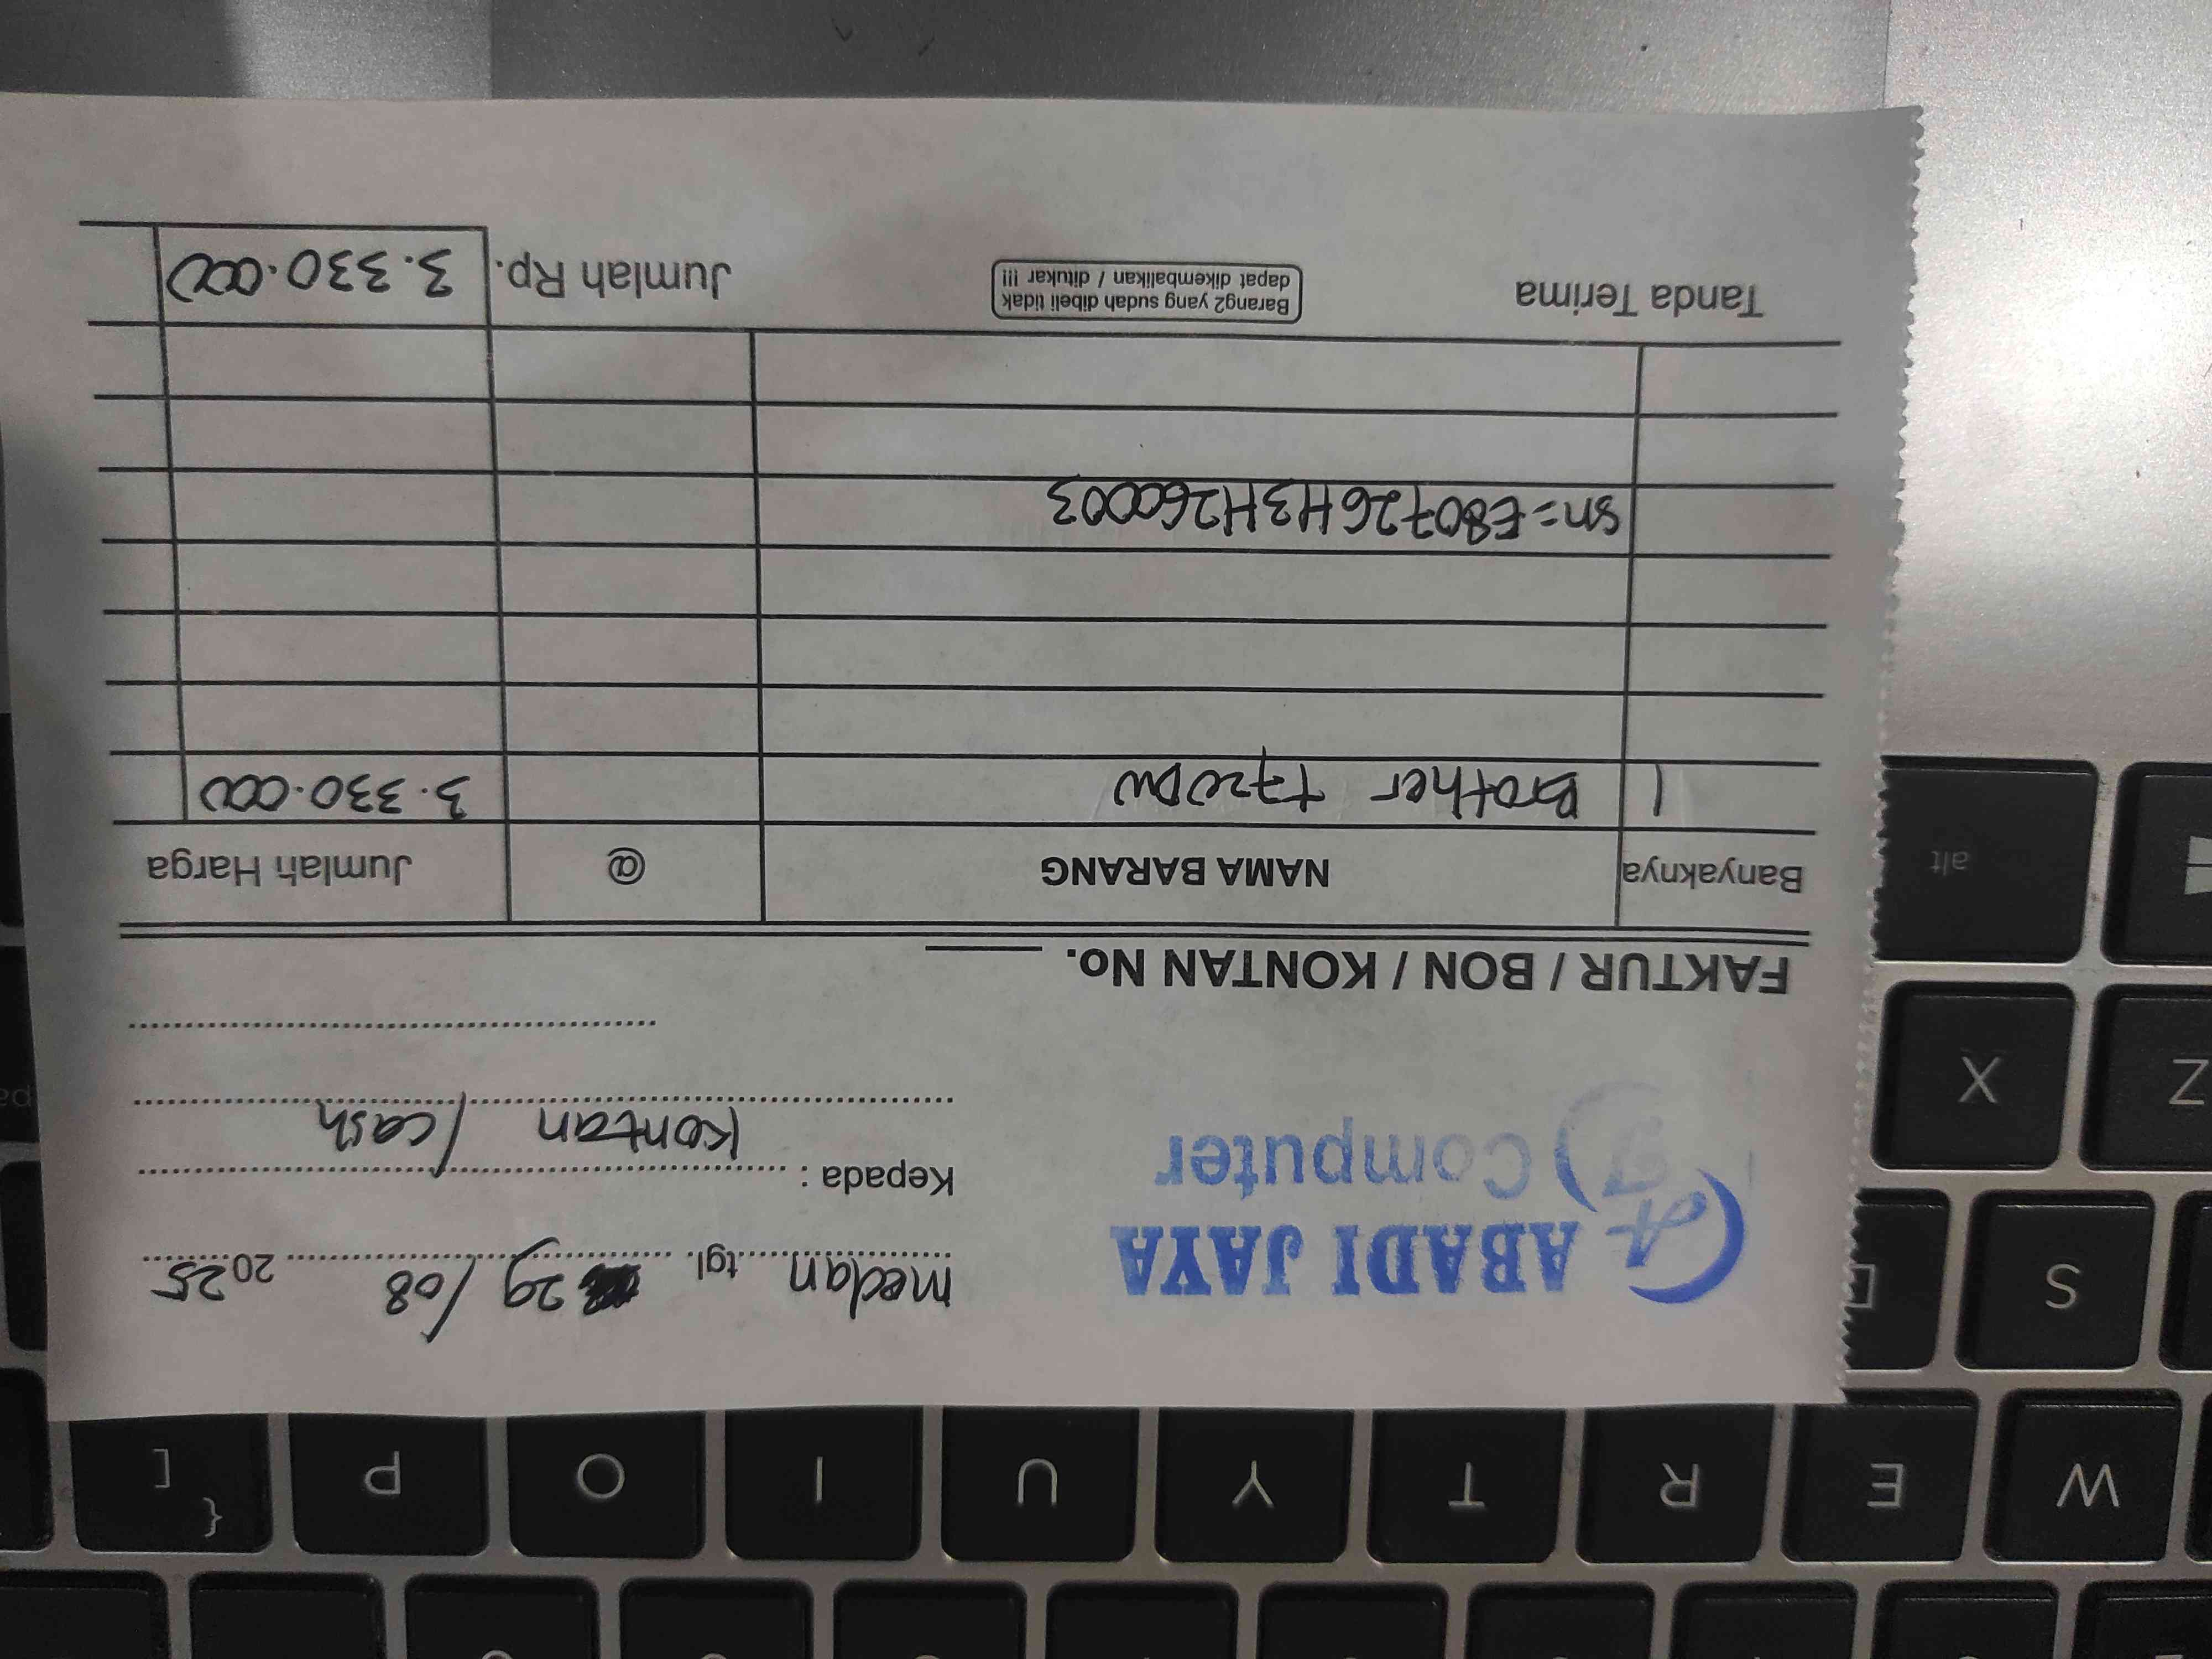 ABADI JAYA
Computer
medan tgl. 29/08 2025
Kepada :
Kontan / cash
FAKTUR / BON / KONTAN No.
Banyaknya NAMA BARANG @ Jumlah Harga
1 Brother t720DW 3.330.000
Sn = E80726H3H260003
Tanda Terima
Barang2 yang sudah dibeli tidak
dapat dikembalikan / ditukar !!!
Jumlah Rp. 3.330.000
alt
Z X
S
W E R T Y U I O P { [